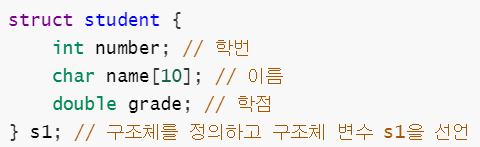 struct student {
    int number; // 학번
    char name[10]; // 이름
    double grade; // 학점
} s1; // 구조체를 정의하고 구조체 변수 s1을 선언